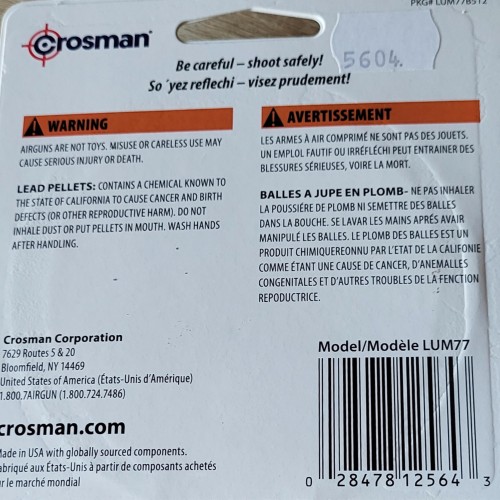 PKG# LUM77BS12
crosman
5604.
Be careful – shoot safely!
So ´yez reflechi – visez prudement!
WARNING
AIRGUNS ARE NOT TOYS. MISUSE OR CARELESS USE MAY
CAUSE SERIOUS INJURY OR DEATH.
LEAD PELLETS: CONTAINS A CHEMICAL KNOWN TO
THE STATE OF CALIFORNIA TO CAUSE CANCER AND BIRTH
DEFECTS (OR OTHER REPRODUCTIVE HARM). DO NOT
INHALE DUST OR PUT PELLETS IN MOUTH. WASH HANDS
AFTER HANDLING.
AVERTISSEMENT
LES ARMES À AIR COMPRIMÉ NE SONT PAS DES JOUETS.
UN EMPLOI FAUTIF OU IRRÉFLÉCHI PEUT ENTRAINER DES
BLESSURES SÉRIEUSES, VOIRE LA MORT.
BALLES A JUPE EN PLOMB- NE PAS INHALER
LA POUSSIÈRE DE PLOMB NI SEMETTRE DES BALLES
DANS LA BOUCHE. SE LAVAR LES MAINS APRÉS AVAIR
MANIPULÉ LES BALLES. LE PLOMB DES BALLES EST UN
PRODUIT CHIMIQUERECONNU PAR L'ETAT DE LA CALIFONIE
COMME ÉTANT UNE CAUSE DE CANCER, D'ANEMALLES
CONGENITALES ET D'AUTRES TROUBLES DE LA FENCTION
REPODUCTRICE.
Crosman Corporation
7629 Routes 5 & 20
Bloomfield, NY 14469
United States of America (États-Unis d'Amérique)
1.800.7AIRGUN (1.800.724.7486)
crosman.com
Made in USA with globally sourced components.
abriqué aux États-Unis à partir de composants achetés
sur le marché mondial
Model/Modèle LUM77
0 28478 12564 3